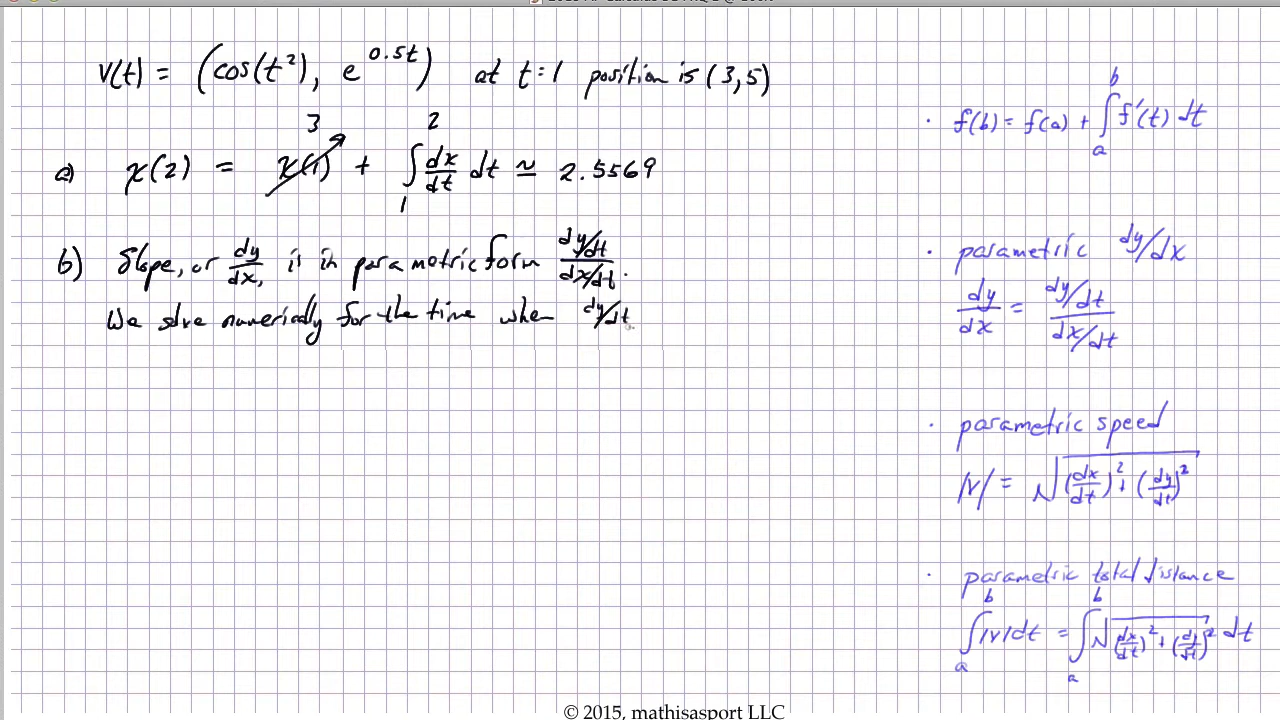 v(t) = (cos(t²), e^0.5t) at t=1 position is (3,5)
a) x(2) = x(1) 3 + ∫₁² dx/dt dt ≃ 2.5569
b) Slope, or dy/dx, is in parametric form (dy/dt)/(dx/dt).
We solve numerically for the time when dy/dt
· f(b) = f(a) + ∫ₐᵇ f'(t) dt
· parametric dy/dx
dy/dx = (dy/dt)/(dx/dt)
· parametric speed
|v| = √((dx/dt)² + (dy/dt)²)
· parametric total distance
∫ₐᵇ |v| dt = ∫ₐᵇ √((dx/dt)² + (dy/dt)²) dt
© 2015, mathisasport LLC